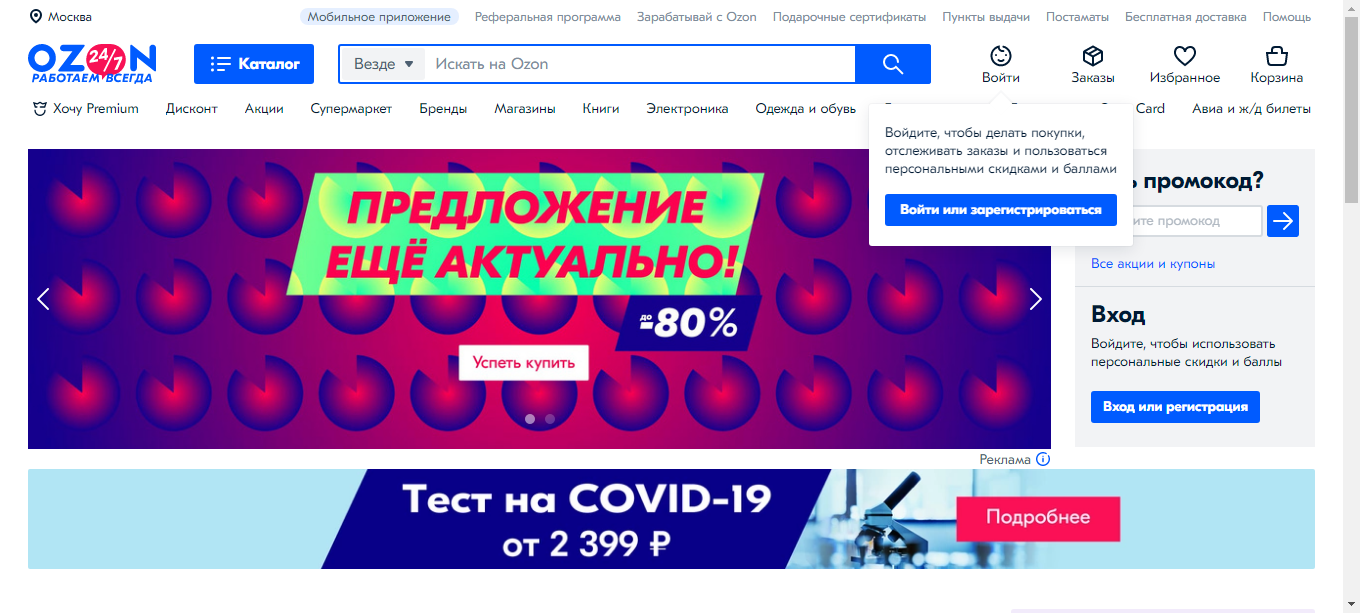 Москва
Мобильное приложение
Реферальная программа
Зарабатывай с Ozon
Подарочные сертификаты
Пункты выдачи
Постаматы
Бесплатная доставка
Помощь
OZON 24/7
РАБОТАЕМ ВСЕГДА
Каталог
Везде
Искать на Ozon
Войти
Заказы
Избранное
Корзина
Хочу Premium
Дисконт
Акции
Супермаркет
Бренды
Магазины
Книги
Электроника
Одежда и обувь
Card
Авиа и ж/д билеты
Войдите, чтобы делать покупки,
отслеживать заказы и пользоваться
персональными скидками и баллами
Войти или зарегистрироваться
ПРЕДЛОЖЕНИЕ
ЕЩЁ АКТУАЛЬНО!
ДО -80%
Успеть купить
промокод?
промокод
Все акции и купоны
Вход
Войдите, чтобы использовать
персональные скидки и баллы
Вход или регистрация
Реклама
Тест на COVID-19
от 2 399 ₽
Подробнее